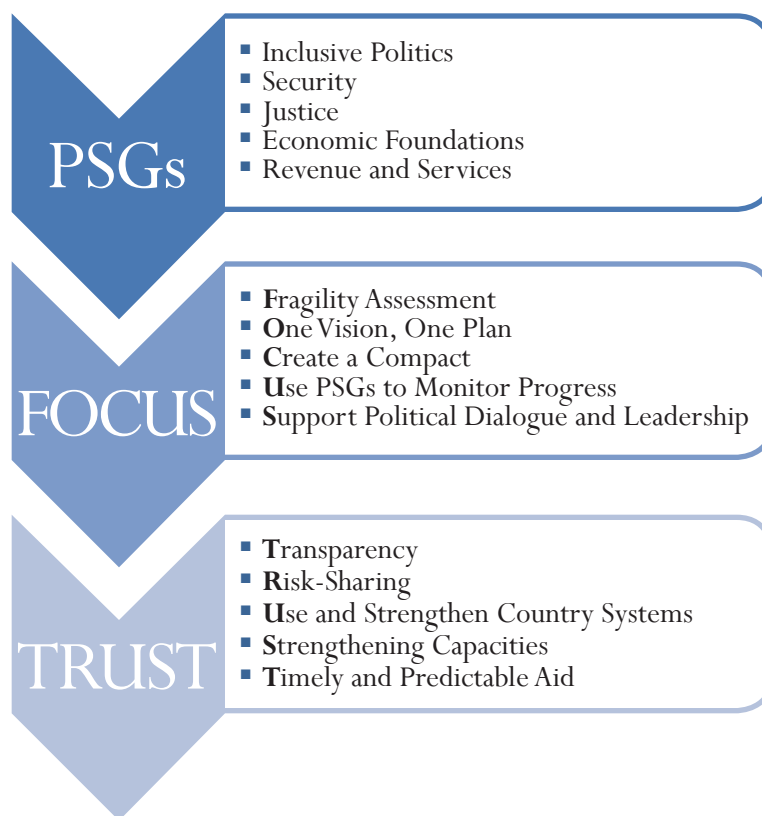 PSGs
▪ Inclusive Politics
▪ Security
▪ Justice
▪ Economic Foundations
▪ Revenue and Services
FOCUS
▪ Fragility Assessment
▪ One Vision, One Plan
▪ Create a Compact
▪ Use PSGs to Monitor Progress
▪ Support Political Dialogue and Leadership
TRUST
▪ Transparency
▪ Risk-Sharing
▪ Use and Strengthen Country Systems
▪ Strengthening Capacities
▪ Timely and Predictable Aid